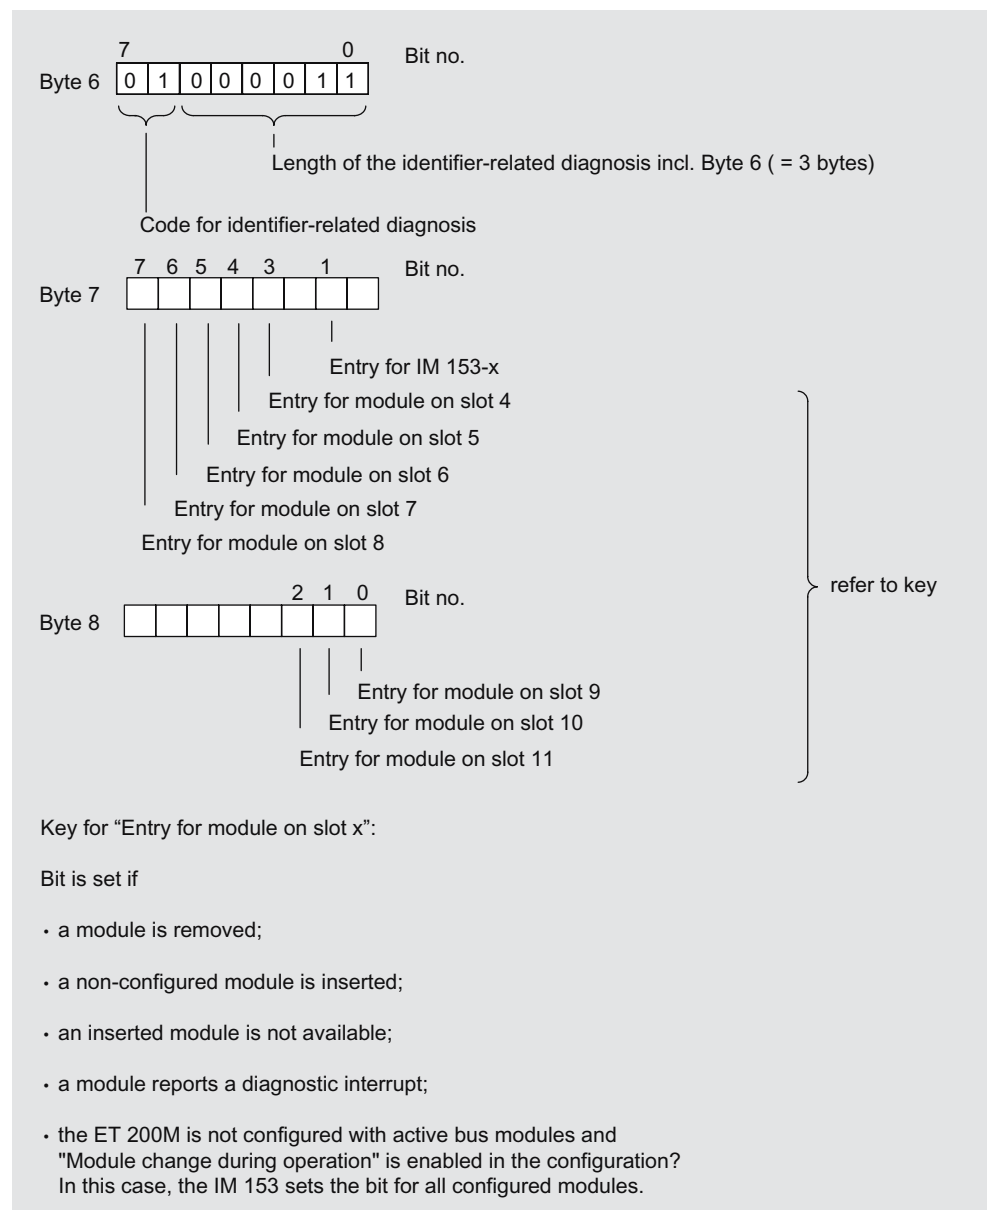 7 0 Bit no.
Byte 6 0 1 0 0 0 0 1 1
Length of the identifier-related diagnosis incl. Byte 6 ( = 3 bytes)
Code for identifier-related diagnosis
7 6 5 4 3 1 Bit no.
Byte 7
Entry for IM 153-x
Entry for module on slot 4
Entry for module on slot 5
Entry for module on slot 6
Entry for module on slot 7
Entry for module on slot 8
refer to key
2 1 0 Bit no.
Byte 8
Entry for module on slot 9
Entry for module on slot 10
Entry for module on slot 11
Key for “Entry for module on slot x”:
Bit is set if
• a module is removed;
• a non-configured module is inserted;
• an inserted module is not available;
• a module reports a diagnostic interrupt;
• the ET 200M is not configured with active bus modules and
"Module change during operation" is enabled in the configuration?
In this case, the IM 153 sets the bit for all configured modules.